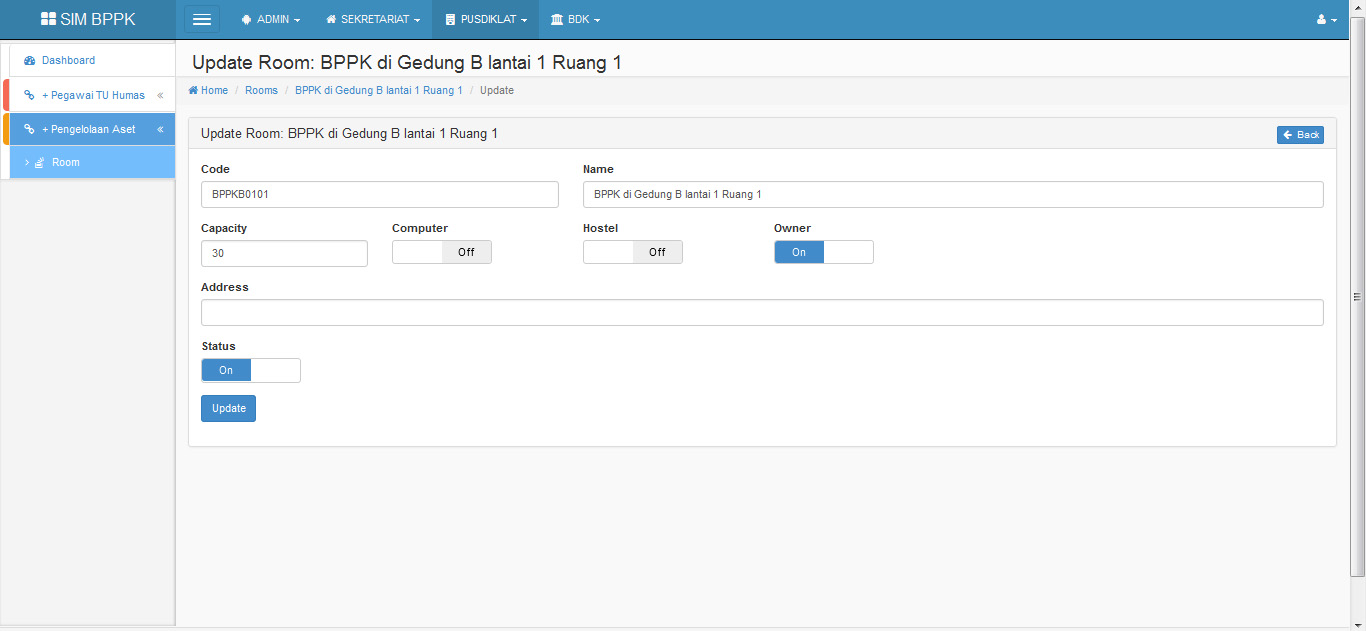 SIM BPPK
ADMIN SEKRETARIAT PUSDIKLAT BDK
Dashboard
+ Pegawai TU Humas «
+ Pengelolaan Aset «
Room
Update Room: BPPK di Gedung B lantai 1 Ruang 1
Home / Rooms / BPPK di Gedung B lantai 1 Ruang 1 / Update
Update Room: BPPK di Gedung B lantai 1 Ruang 1
Back
Code Name
BPPKB0101 BPPK di Gedung B lantai 1 Ruang 1
Capacity Computer Hostel Owner
30 Off Off On
Address
Status
On
Update